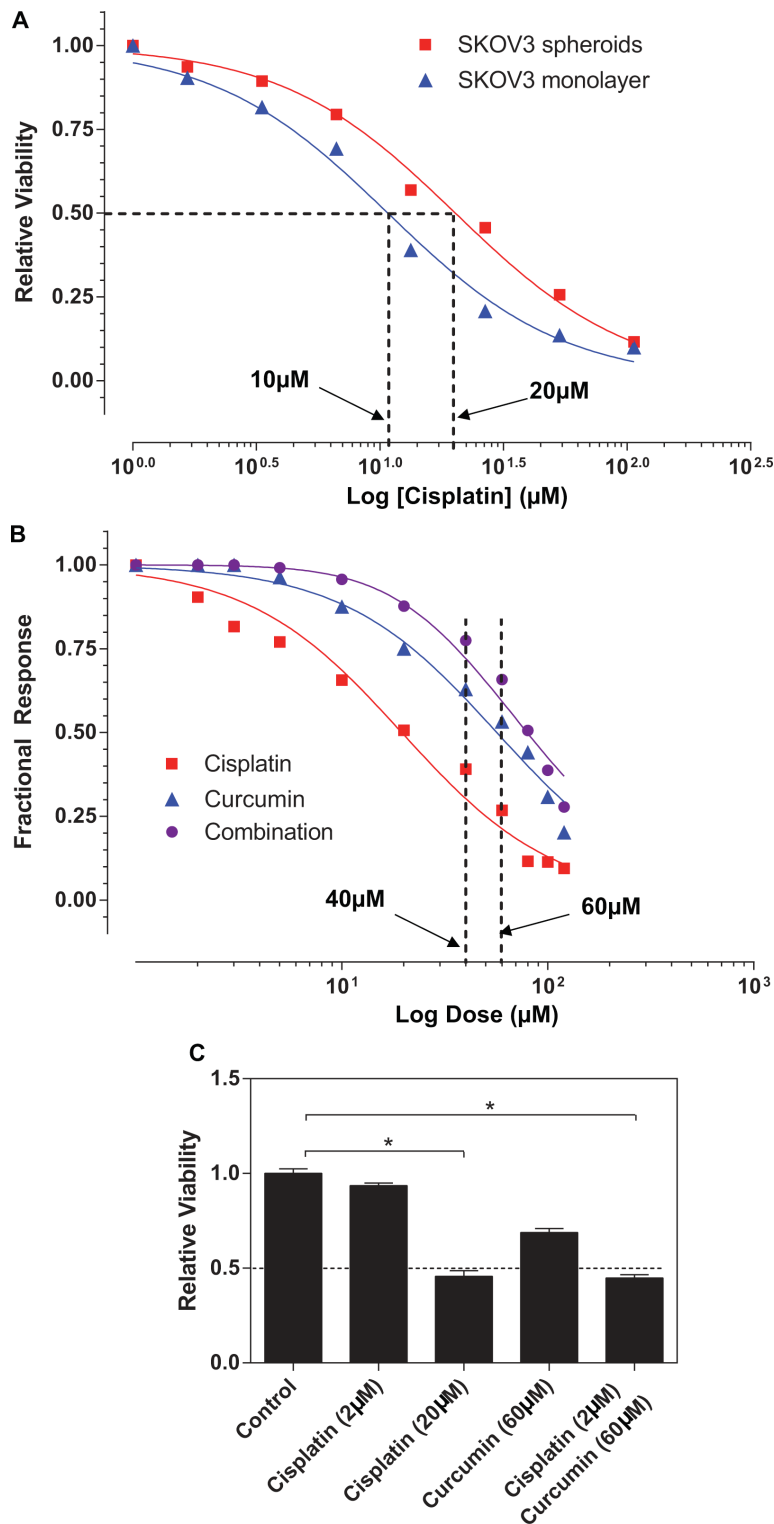 A
SKOV3 spheroids
SKOV3 monolayer
Relative Viability
1.00
0.75
0.50
0.25
0.00
10µM
20µM
10^0.0 10^0.5 10^1.0 10^1.5 10^2.0 10^2.5
Log [Cisplatin] (µM)
B
Fractional Response
1.00
0.75
0.50
0.25
0.00
Cisplatin
Curcumin
Combination
40µM
60µM
10^1 10^2 10^3
Log Dose (µM)
C
Relative Viability
1.5
1.0
0.5
0.0
*
*
Control
Cisplatin (2µM)
Cisplatin (20µM)
Curcumin (60µM)
Cisplatin (2µM)
Curcumin (60µM)